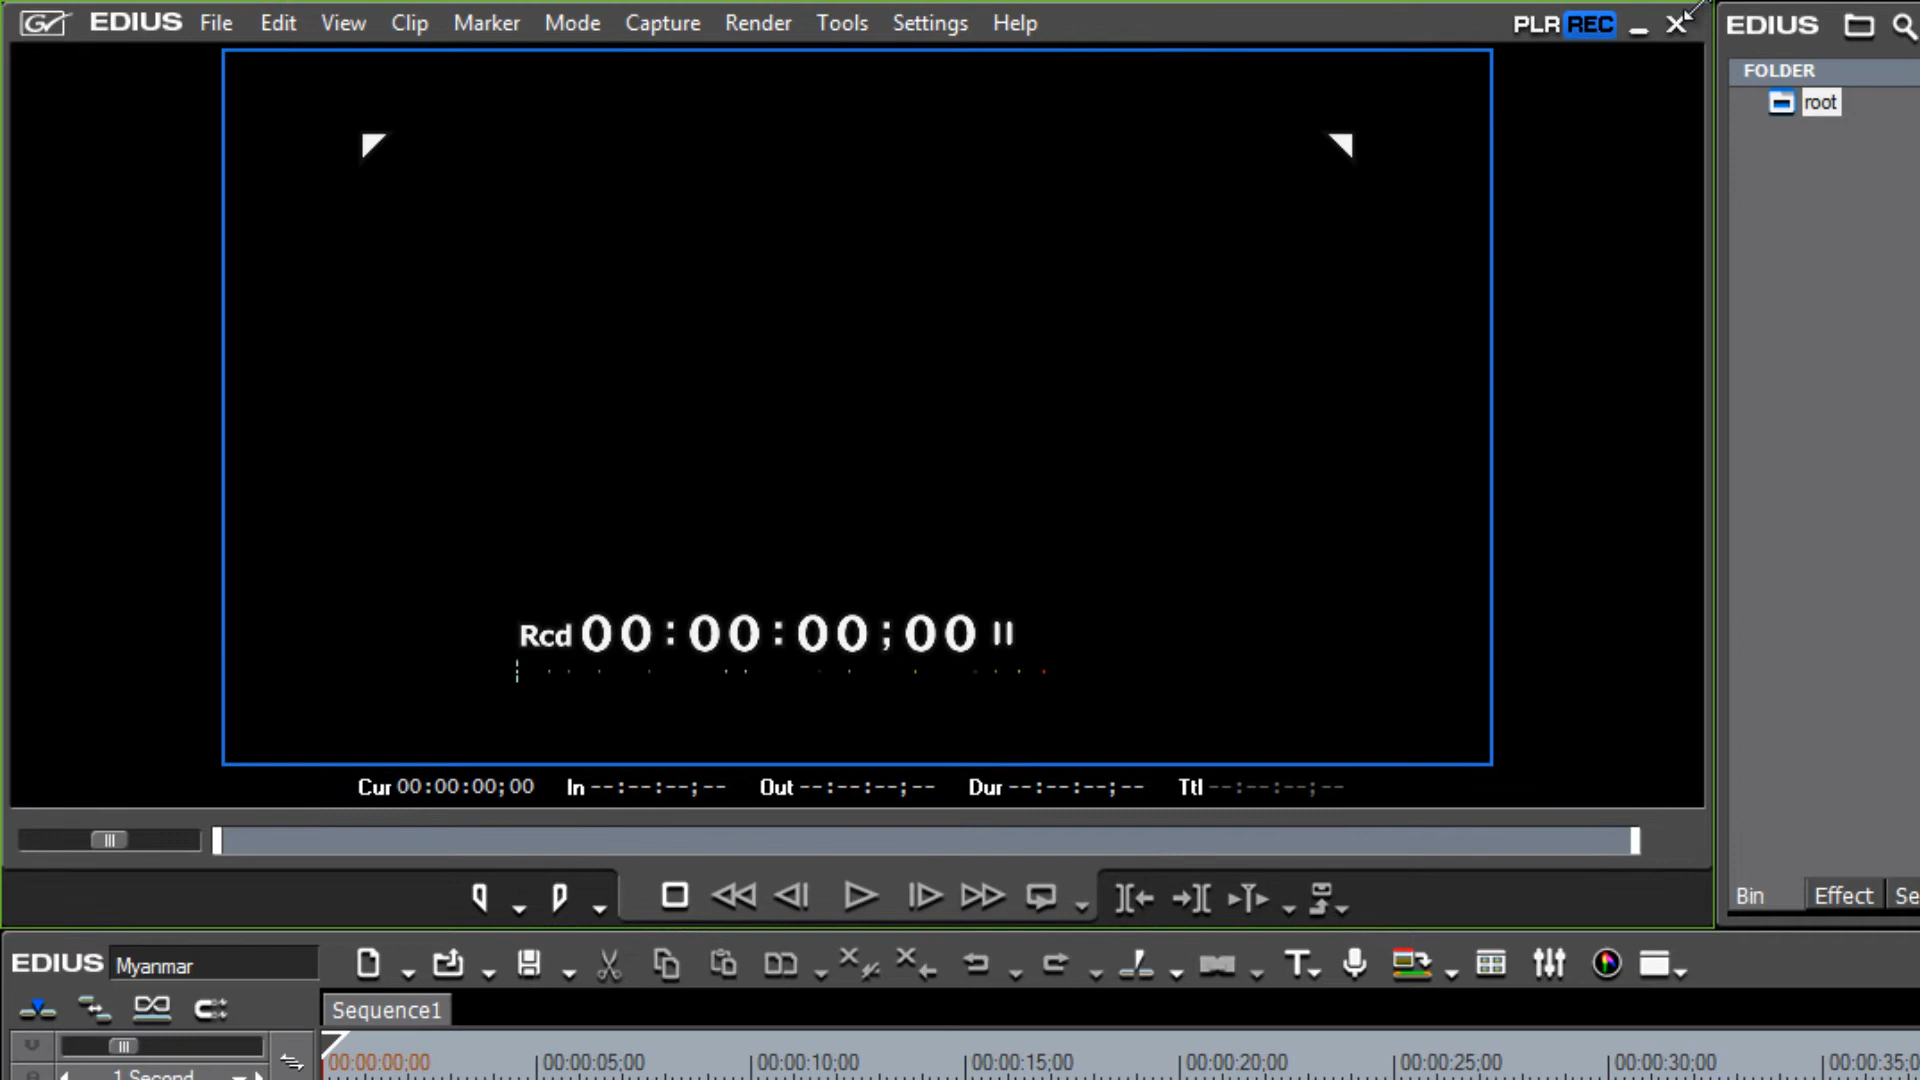 GV EDIUS File Edit View Clip Marker Mode Capture Render Tools Settings Help PLR REC
EDIUS
FOLDER
root
Rcd 00:00:00;00
Cur 00:00:00;00 In --:--:--;-- Out --:--:--;-- Dur --:--:--;-- Ttl --:--:--;--
Bin Effect Se
EDIUS Myanmar
Sequence1
00:00:00;00 00:00:05;00 00:00:10;00 00:00:15;00 00:00:20;00 00:00:25;00 00:00:30;00 00:00:35;0
1 Second